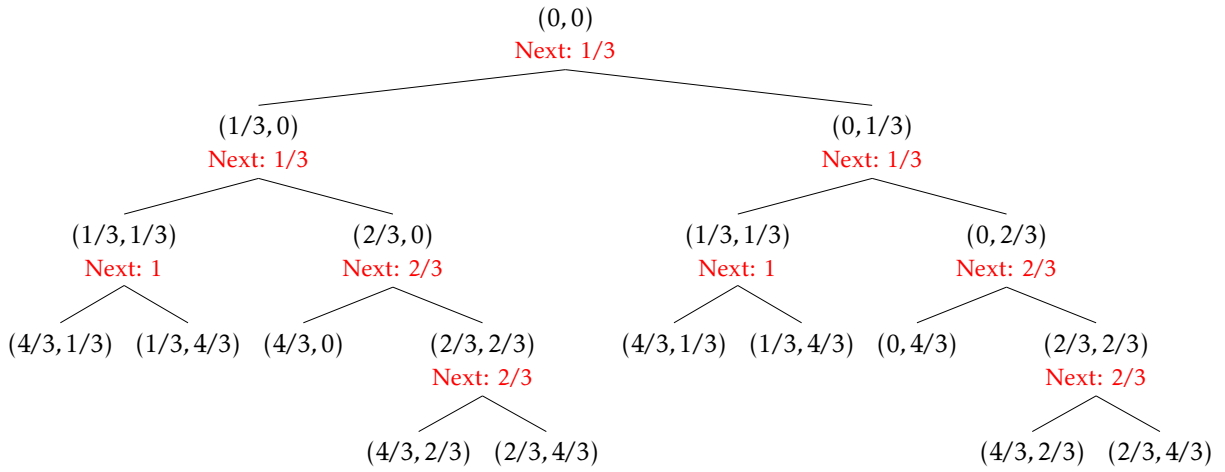 (0, 0)
Next: 1/3
(1/3, 0) (0, 1/3)
Next: 1/3 Next: 1/3
(1/3, 1/3) (2/3, 0) (1/3, 1/3) (0, 2/3)
Next: 1 Next: 2/3 Next: 1 Next: 2/3
(4/3, 1/3) (1/3, 4/3) (4/3, 0) (2/3, 2/3) (4/3, 1/3) (1/3, 4/3) (0, 4/3) (2/3, 2/3)
Next: 2/3 Next: 2/3
(4/3, 2/3) (2/3, 4/3) (4/3, 2/3) (2/3, 4/3)